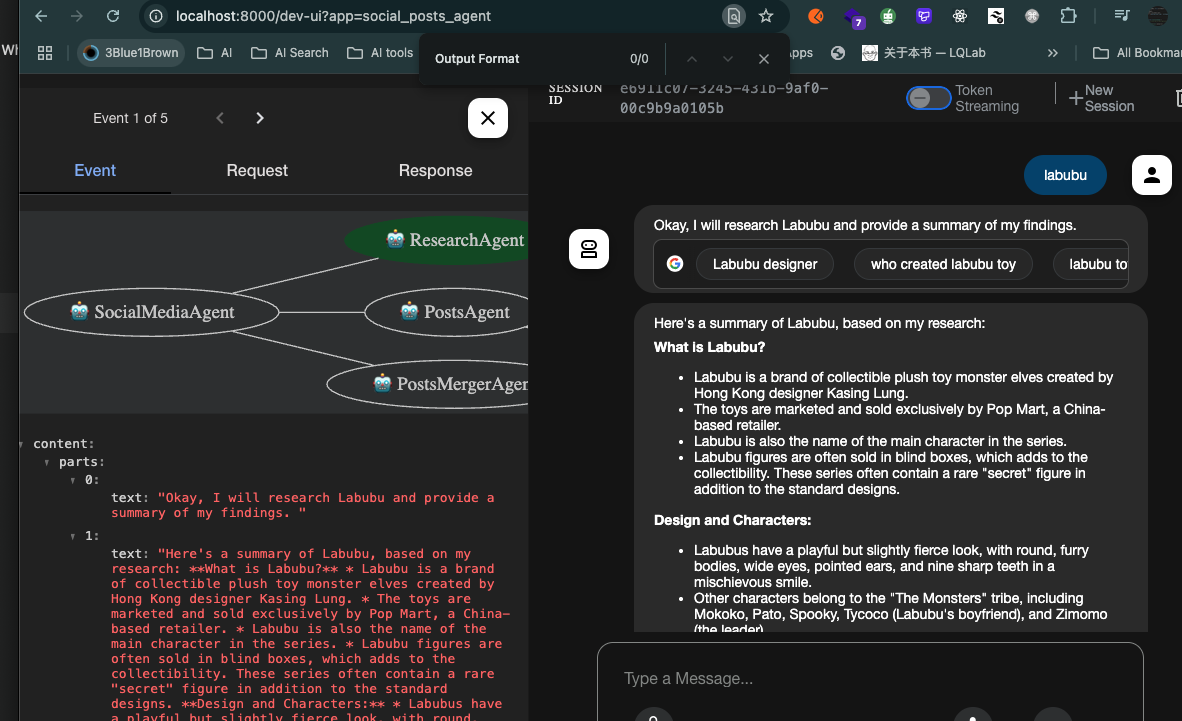 localhost:8000/dev-ui?app=social_posts_agent
7
3Blue1Brown
AI
AI Search
AI tools
关于本书 — LQLab
»
All Bookmar
Output Format
0/0
Event 1 of 5
Event
Request
Response
ResearchAgent
SocialMediaAgent
PostsAgent
PostsMergerAgen
content:
parts:
0:
text: "Okay, I will research Labubu and provide a
summary of my findings. "
1:
text: "Here's a summary of Labubu, based on my
research: **What is Labubu?** * Labubu is a brand
of collectible plush toy monster elves created by
Hong Kong designer Kasing Lung. * The toys are
marketed and sold exclusively by Pop Mart, a China-
based retailer. * Labubu is also the name of the
main character in the series. * Labubu figures are
often sold in blind boxes, which adds to the
collectibility. These series often contain a rare
"secret" figure in addition to the standard
designs. **Design and Characters:** * Labubus have
a playful but slightly fierce look, with round,
SESSION
ID
e6911c07-3245-431b-9af0-
00c9b9a0105b
Token
Streaming
New
Session
labubu
Okay, I will research Labubu and provide a summary of my findings.
Labubu designer
who created labubu toy
labubu to
Here's a summary of Labubu, based on my research:
What is Labubu?
• Labubu is a brand of collectible plush toy monster elves created by
Hong Kong designer Kasing Lung.
• The toys are marketed and sold exclusively by Pop Mart, a China-
based retailer.
• Labubu is also the name of the main character in the series.
• Labubu figures are often sold in blind boxes, which adds to the
collectibility. These series often contain a rare "secret" figure in
addition to the standard designs.
Design and Characters:
• Labubus have a playful but slightly fierce look, with round, furry
bodies, wide eyes, pointed ears, and nine sharp teeth in a
mischievous smile.
• Other characters belong to the "The Monsters" tribe, including
Mokoko, Pato, Spooky, Tycoco (Labubu's boyfriend), and Zimomo
(the leader)
Type a Message...